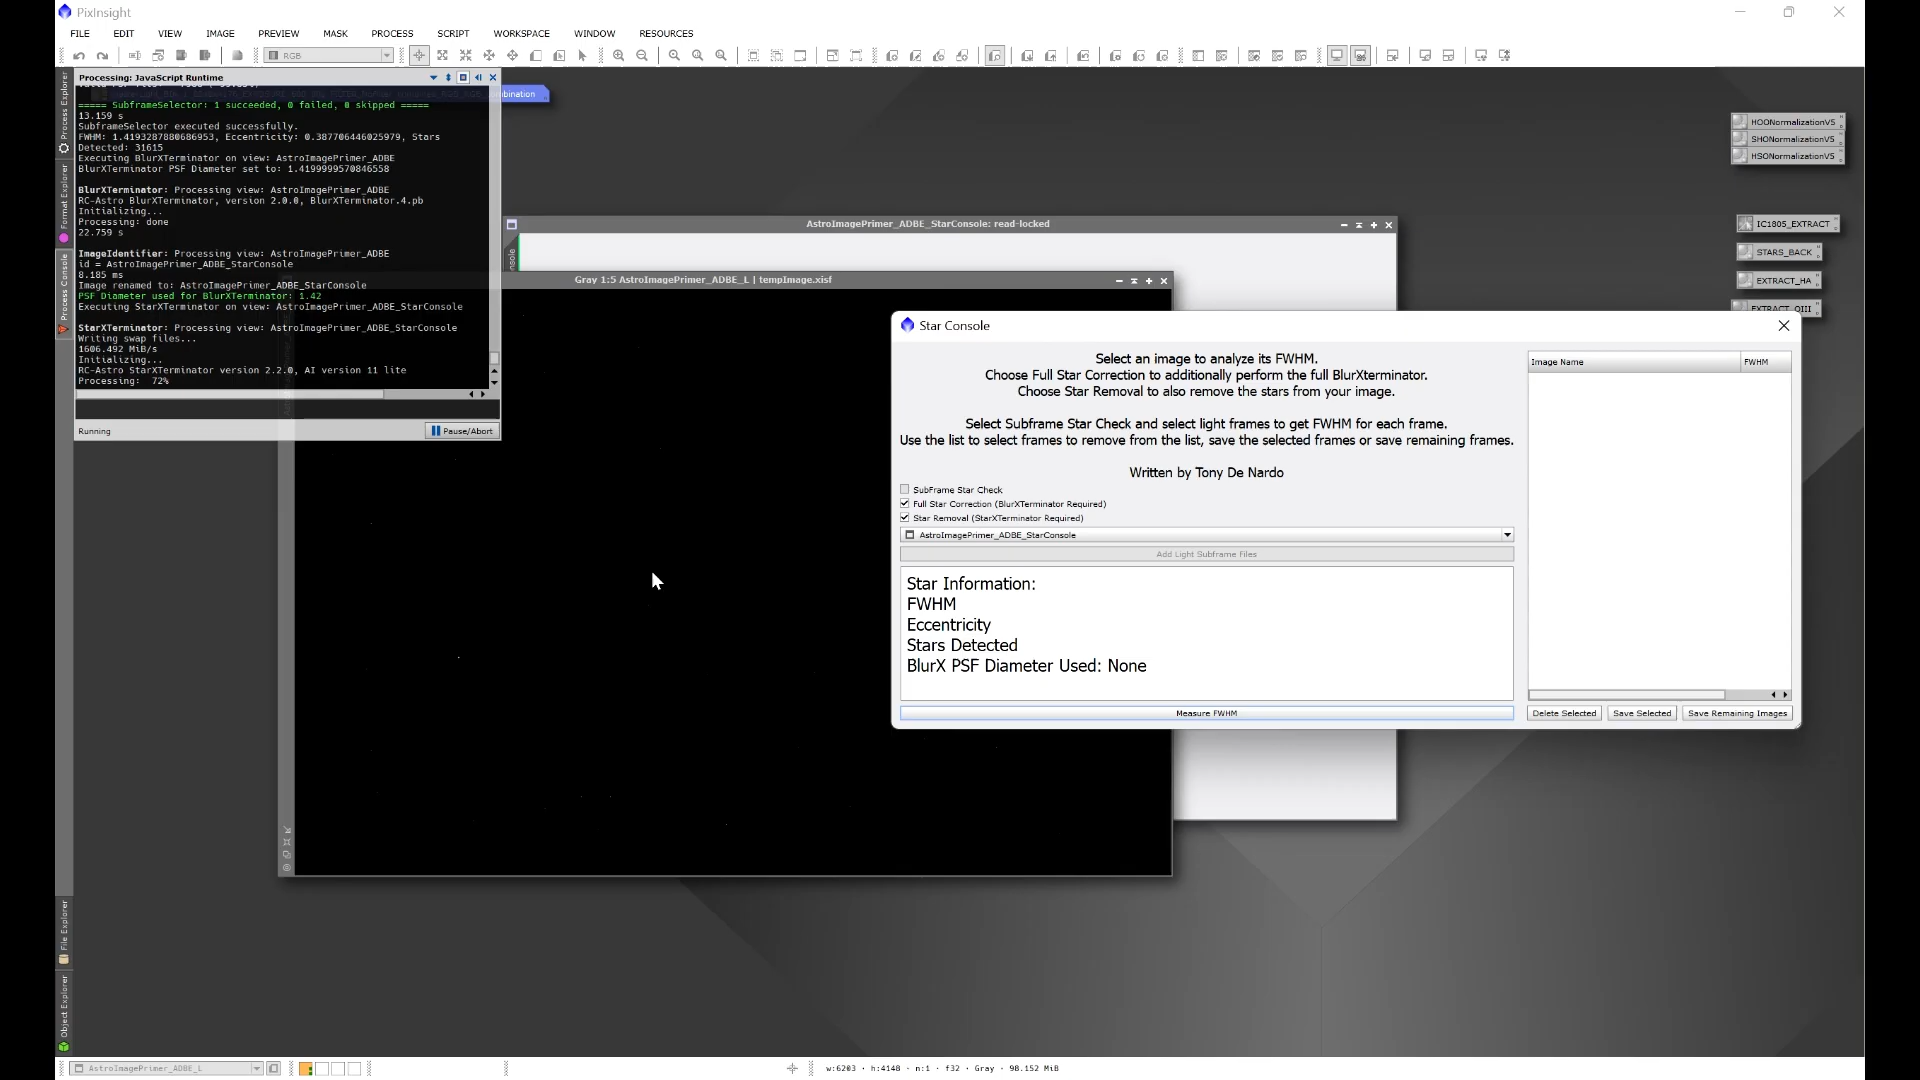 PixInsight
FILE EDIT VIEW IMAGE PREVIEW MASK PROCESS SCRIPT WORKSPACE WINDOW RESOURCES
RGB
Processing: JavaScript Runtime
===== SubframeSelector: 1 succeeded, 0 failed, 0 skipped =====
13.159 s
SubframeSelector executed successfully.
FWHM: 1.4193287880686953, Eccentricity: 0.387706446025979, Stars
Detected: 31615
Executing BlurXTerminator on view: AstroImagePrimer_ADBE
BlurXTerminator PSF Diameter set to: 1.4199999570846558
BlurXTerminator: Processing view: AstroImagePrimer_ADBE
RC-Astro BlurXTerminator, version 2.0.0, BlurXTerminator.4.pb
Initializing...
Processing: done
22.759 s
ImageIdentifier: Processing view: AstroImagePrimer_ADBE
id = AstroImagePrimer_ADBE_StarConsole
8.185 ms
Image renamed to: AstroImagePrimer_ADBE_StarConsole
PSF Diameter used for BlurXTerminator: 1.42
Executing StarXTerminator on view: AstroImagePrimer_ADBE_StarConsole
StarXTerminator: Processing view: AstroImagePrimer_ADBE_StarConsole
Writing swap files...
1606.492 MiB/s
Initializing...
RC-Astro StarXTerminator version 2.2.0, AI version 11 lite
Processing: 72%
Running
Pause/Abort
Process Explorer
Format Explorer
Process Console
File Explorer
Object Explorer
HOONormalizationV5
SHONormalizationV5
HSONormalizationV5
IC1805_EXTRACT
STARS_BACK
EXTRACT_HA
EXTRACT_OIII
AstroImagePrimer_ADBE_StarConsole: read-locked
Gray 1:5 AstroImagePrimer_ADBE_L | tempImage.xisf
Star Console
Select an image to analyze its FWHM.
Choose Full Star Correction to additionally perform the full BlurXterminator.
Choose Star Removal to also remove the stars from your image.
Select Subframe Star Check and select light frames to get FWHM for each frame.
Use the list to select frames to remove from the list, save the selected frames or save remaining frames.
Written by Tony De Nardo
SubFrame Star Check
Full Star Correction (BlurXTerminator Required)
Star Removal (StarXTerminator Required)
AstroImagePrimer_ADBE_StarConsole
Add Light Subframe Files
Star Information:
FWHM
Eccentricity
Stars Detected
BlurX PSF Diameter Used: None
Measure FWHM
Image Name FWHM
Delete Selected Save Selected Save Remaining Images
AstroImagePrimer_ADBE_L
w:6203 · h:4148 · n:1 · f32 · Gray · 98.152 MiB